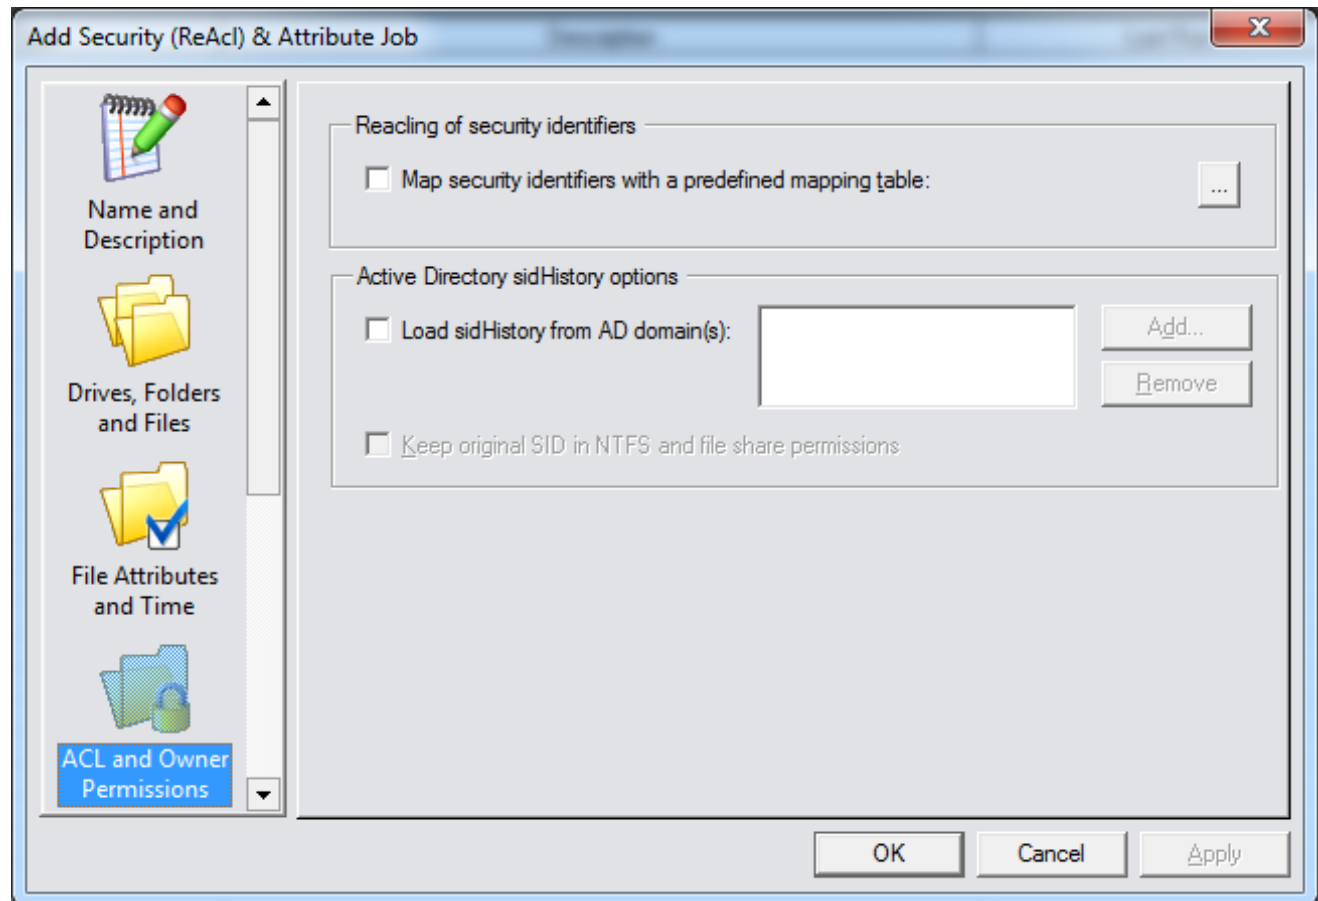 Add Security (ReAcl) & Attribute Job
Name and
Description
Drives, Folders
and Files
File Attributes
and Time
ACL and Owner
Permissions
Reacling of security identifiers
Map security identifiers with a predefined mapping table:
...
Active Directory sidHistory options
Load sidHistory from AD domain(s):
Add...
Remove
Keep original SID in NTFS and file share permissions
OK
Cancel
Apply